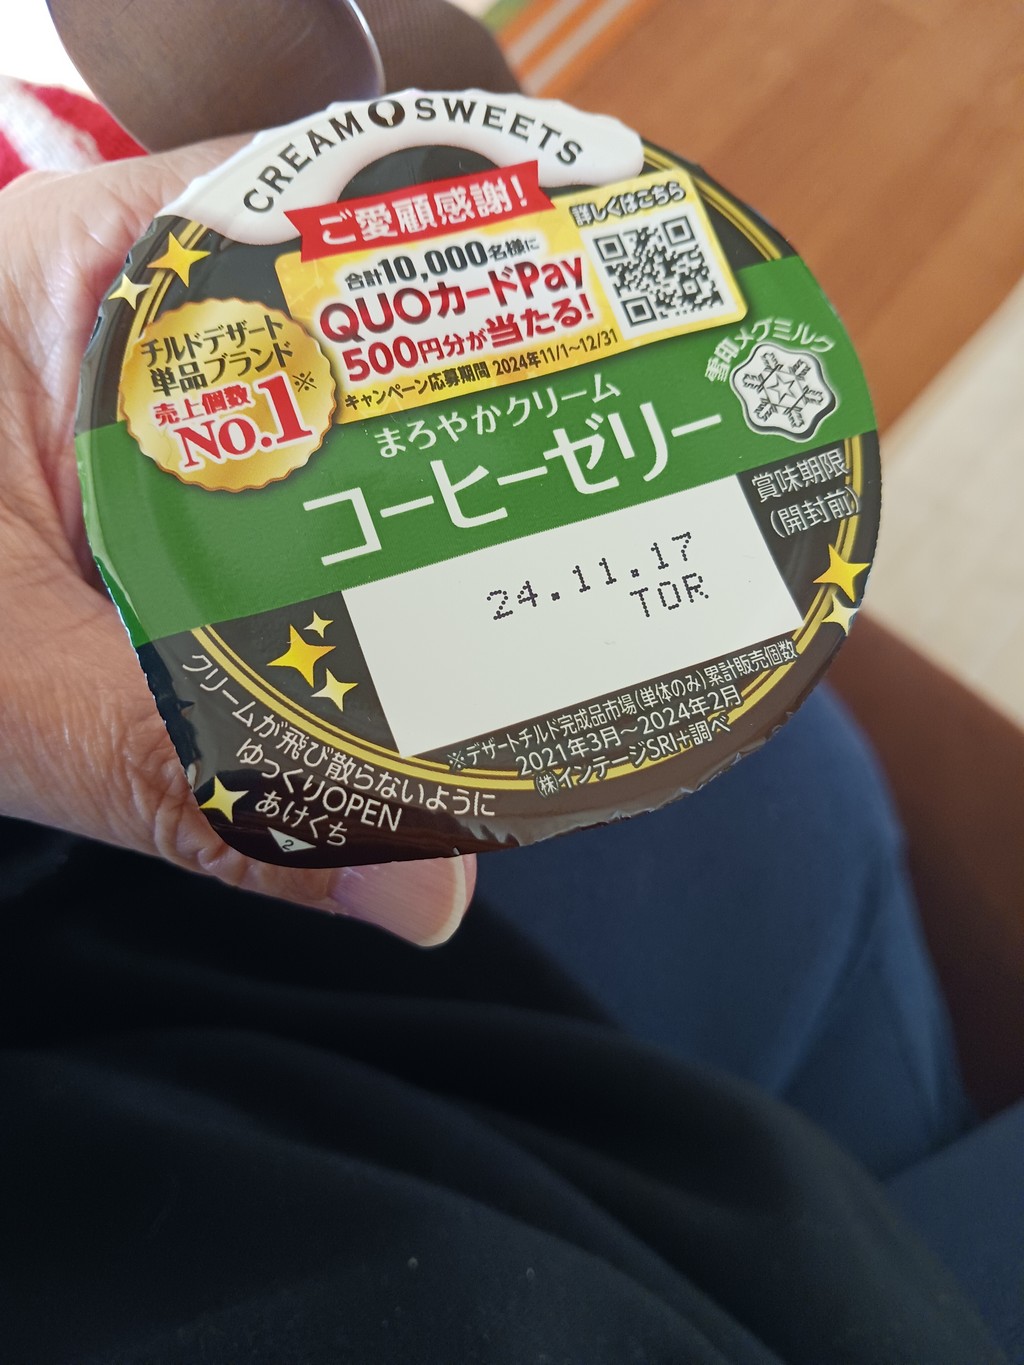 CREAM SWEETS
ご愛顧感謝!
合計10,000名様に
QUOカードPay
500円分が当たる!
キャンペーン応募期間 2024年11/1〜12/31
詳しくはこちら
チルドデザート
単品ブランド
売上個数
No.1※
雪印メグミルク
まろやかクリーム
コーヒーゼリー
賞味期限
(開封前)
24.11.17
TOR
※デザートチルド完成品市場(単体のみ)累計販売個数
2021年3月〜2024年2月
(株)インテージSRI+調べ
クリームが飛び散らないように
ゆっくりOPEN
あけくち
2